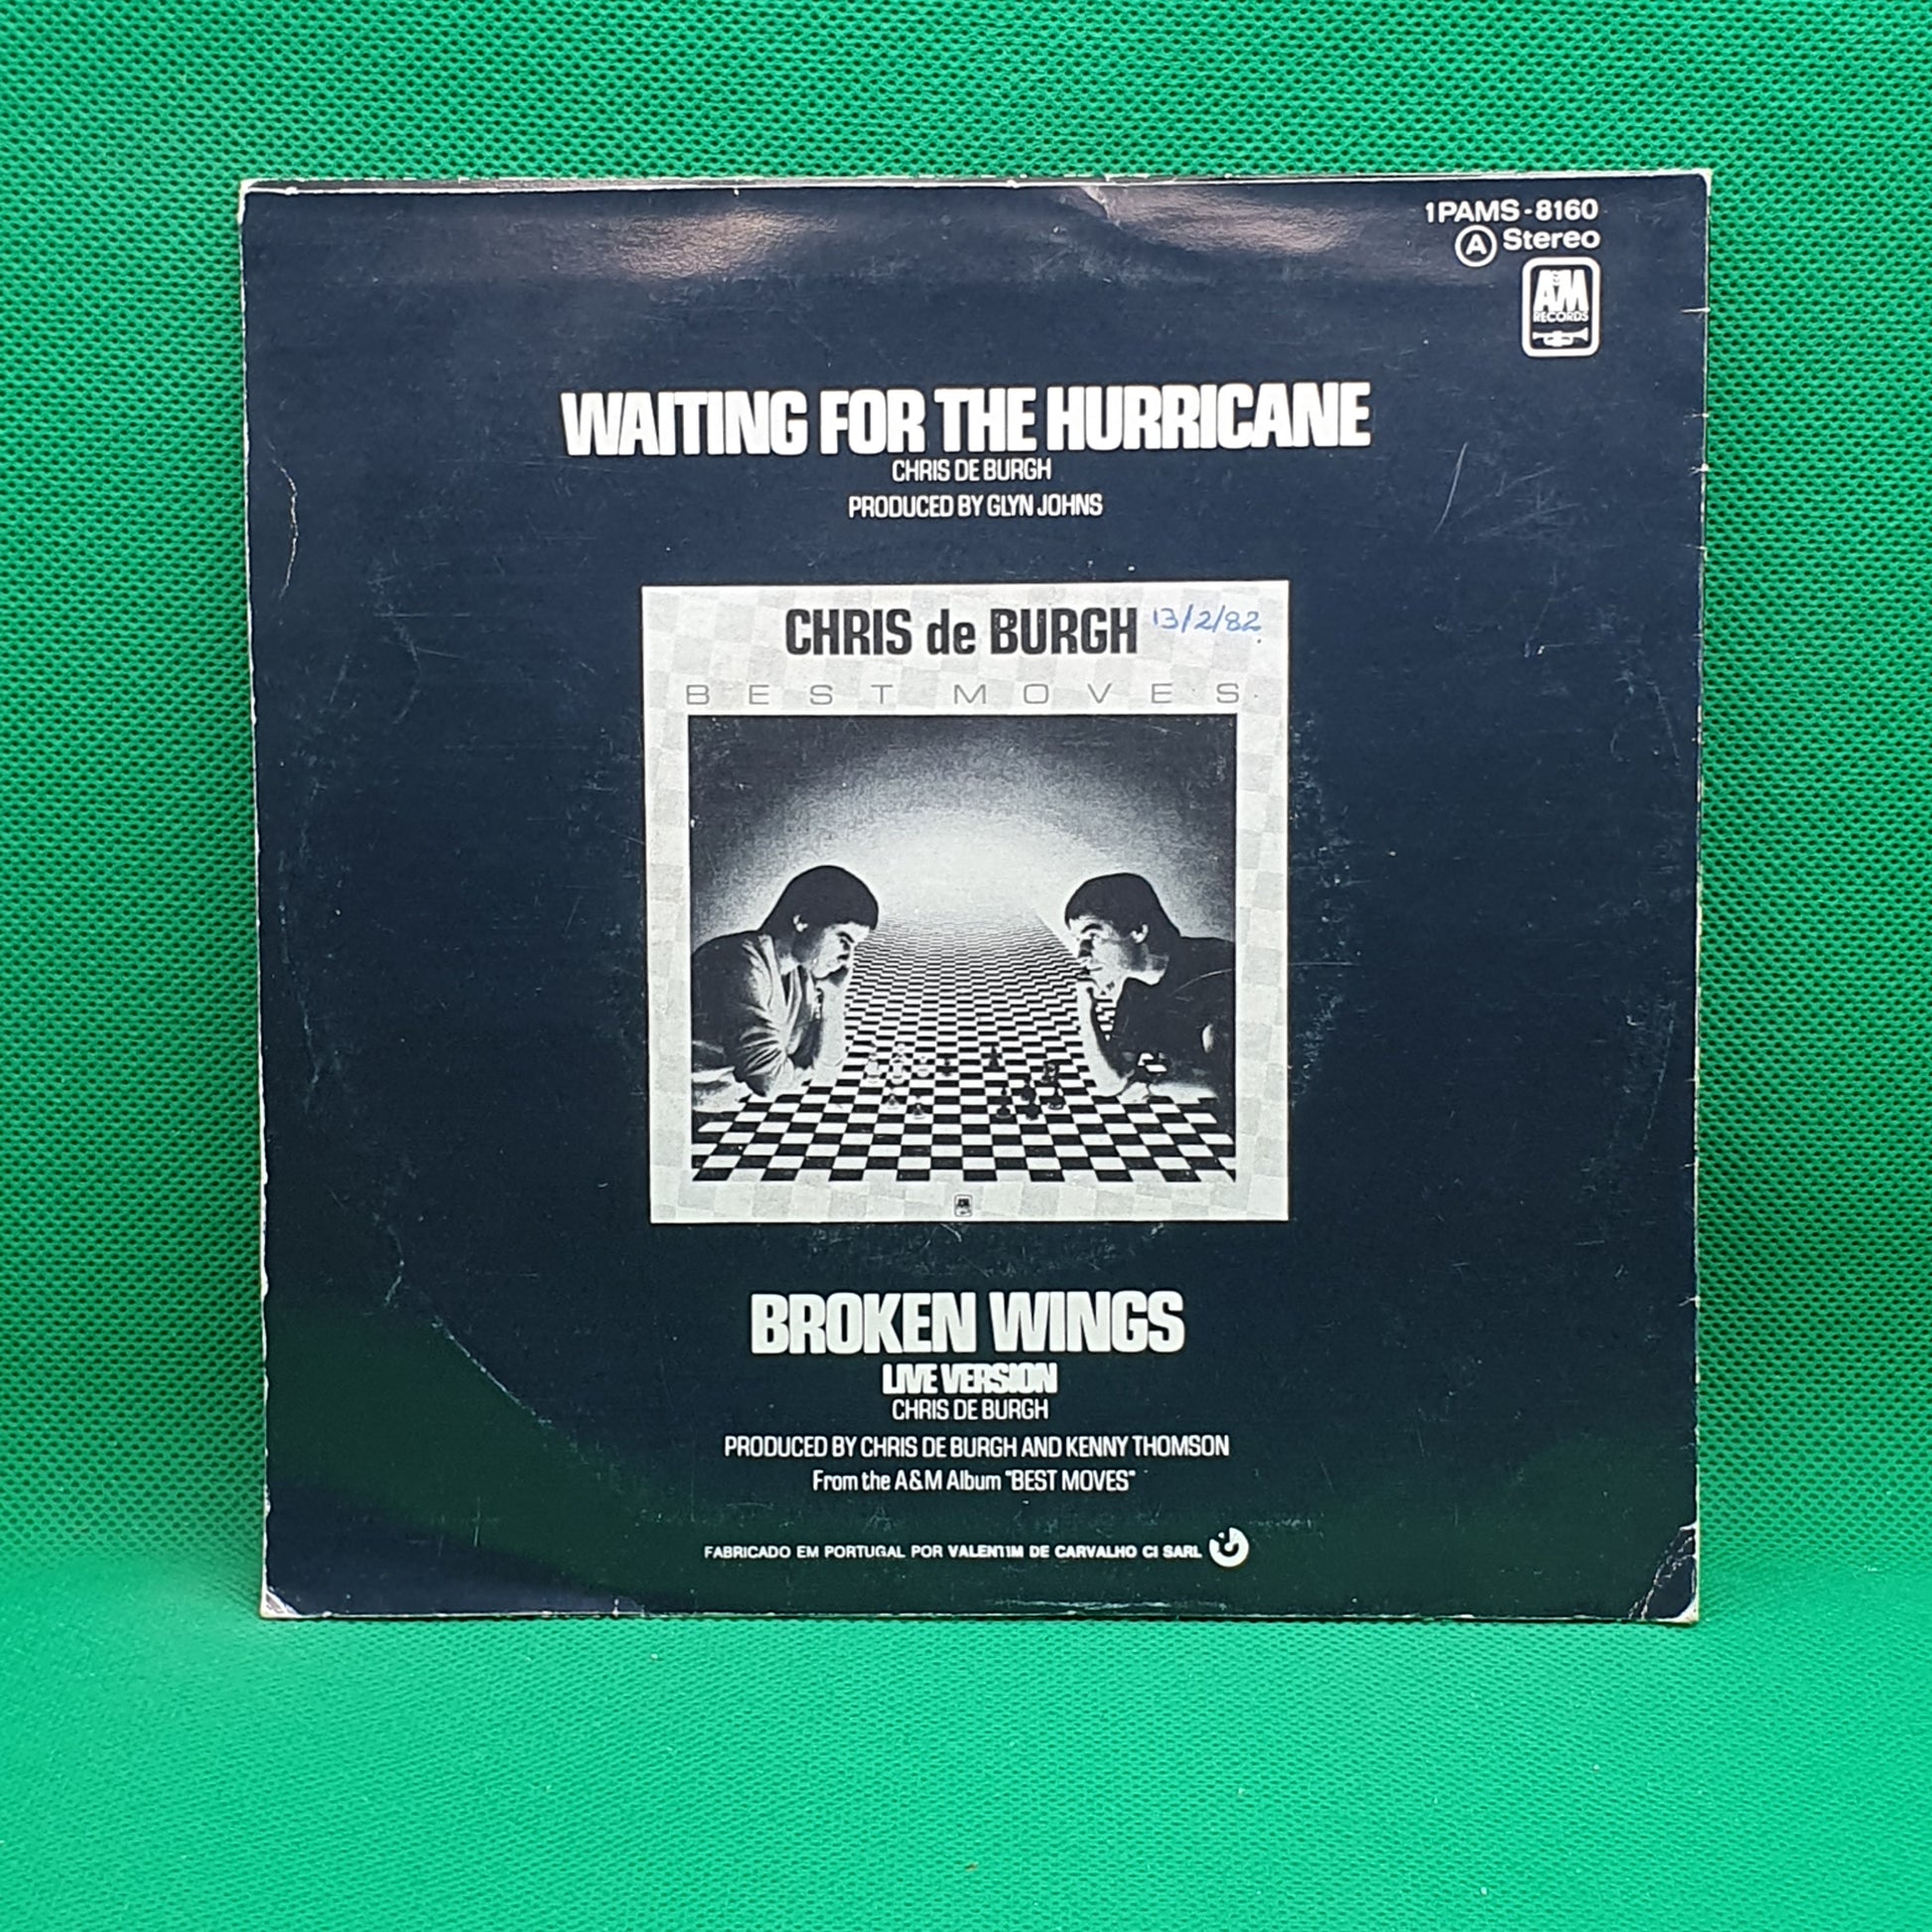 1PAMS-8160
A Stereo
A&M
RECORDS
WAITING FOR THE HURRICANE
CHRIS DE BURGH
PRODUCED BY GLYN JOHNS
CHRIS de BURGH 13/2/82
BEST MOVES
BROKEN WINGS
LIVE VERSION
CHRIS DE BURGH
PRODUCED BY CHRIS DE BURGH AND KENNY THOMSON
From the A&M Album "BEST MOVES"
FABRICADO EM PORTUGAL POR VALENTIM DE CARVALHO CI SARL